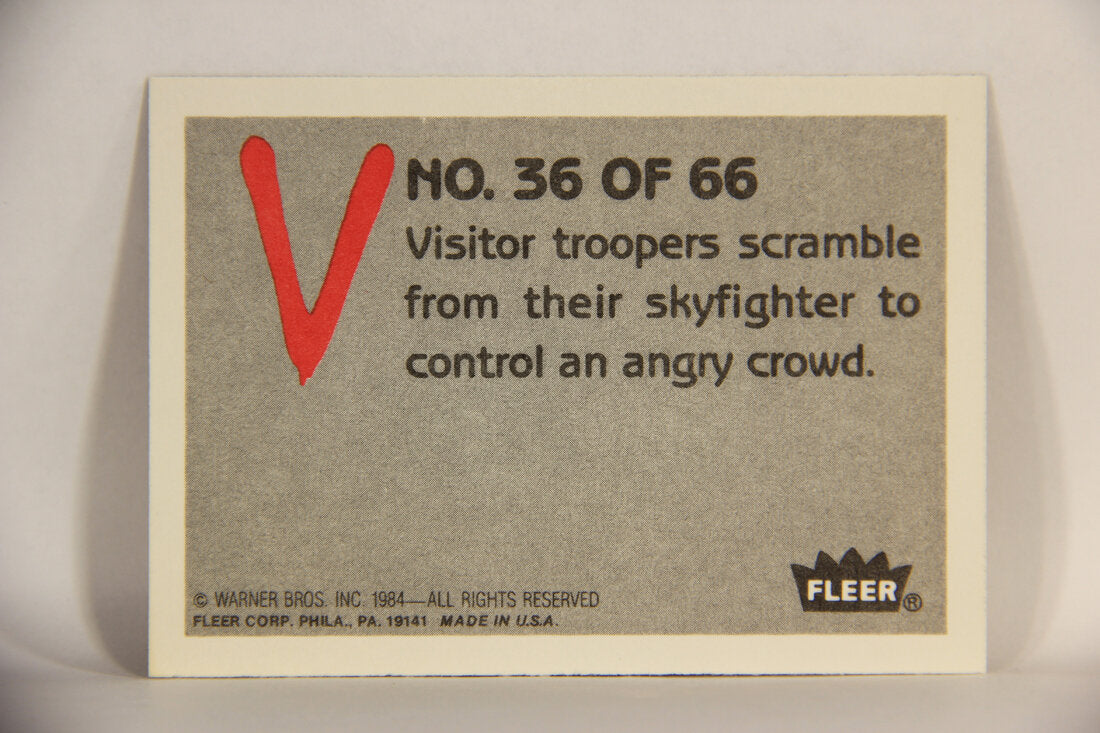 V
NO. 36 OF 66
Visitor troopers scramble
from their skyfighter to
control an angry crowd.
© WARNER BROS. INC. 1984—ALL RIGHTS RESERVED
FLEER CORP. PHILA., PA. 19141 MADE IN U.S.A.
FLEER®